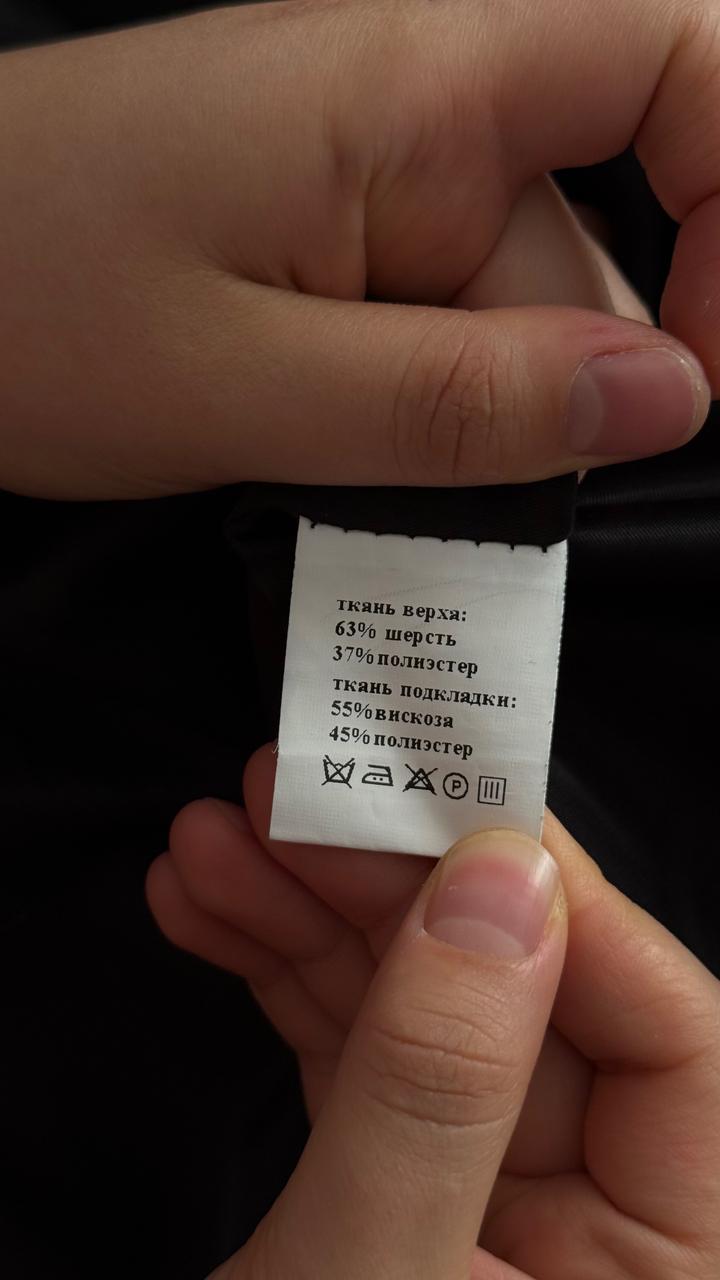 ткань верха:
63% шерсть
37% полиэстер
ткань подкладки:
55% вискоза
45% полиэстер
P